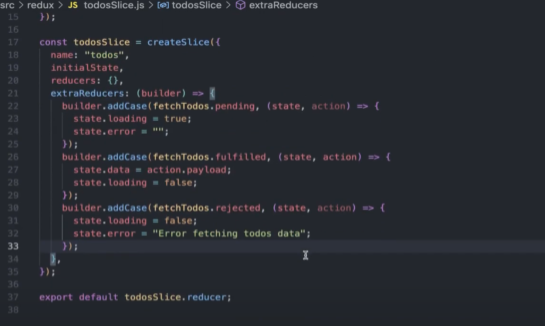 src > redux > JS todosSlice.js > todosSlice > extraReducers
15 });
16
17 const todosSlice = createSlice({
18 name: "todos",
19 initialState,
20 reducers: {},
21 extraReducers: (builder) => {
22 builder.addCase(fetchTodos.pending, (state, action) => {
23 state.loading = true;
24 state.error = "";
25 });
26 builder.addCase(fetchTodos.fulfilled, (state, action) => {
27 state.data = action.payload;
28 state.loading = false;
29 });
30 builder.addCase(fetchTodos.rejected, (state, action) => {
31 state.loading = false;
32 state.error = "Error fetching todos data";
33 });
34 },
35 });
36
37 export default todosSlice.reducer;
38